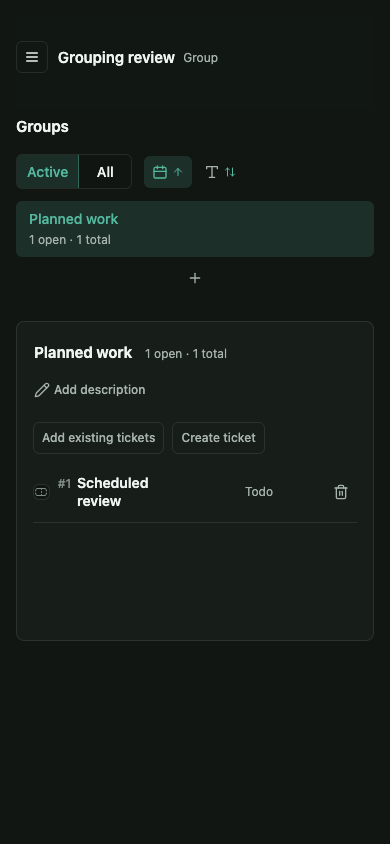 Grouping review Group
Groups
Active All
Planned work
1 open · 1 total
Planned work 1 open · 1 total
Add description
Add existing tickets Create ticket
#1 Scheduled review Todo